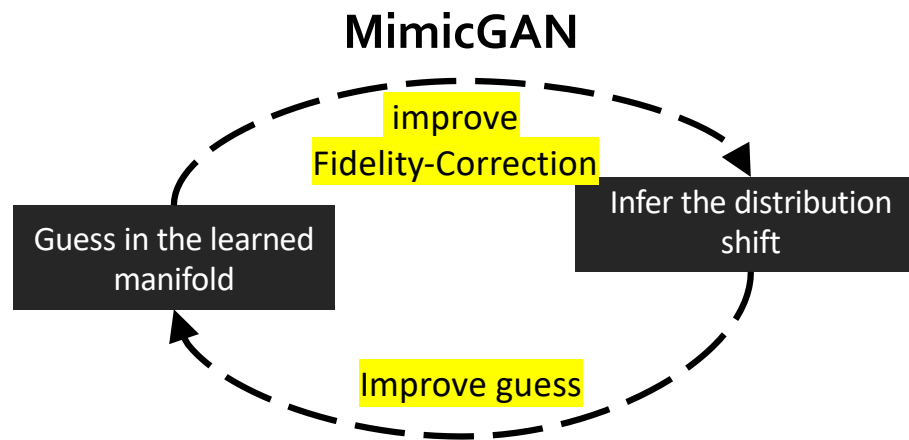 MimicGAN
improve
Fidelity-Correction
Infer the distribution
shift
Guess in the learned
manifold
Improve guess